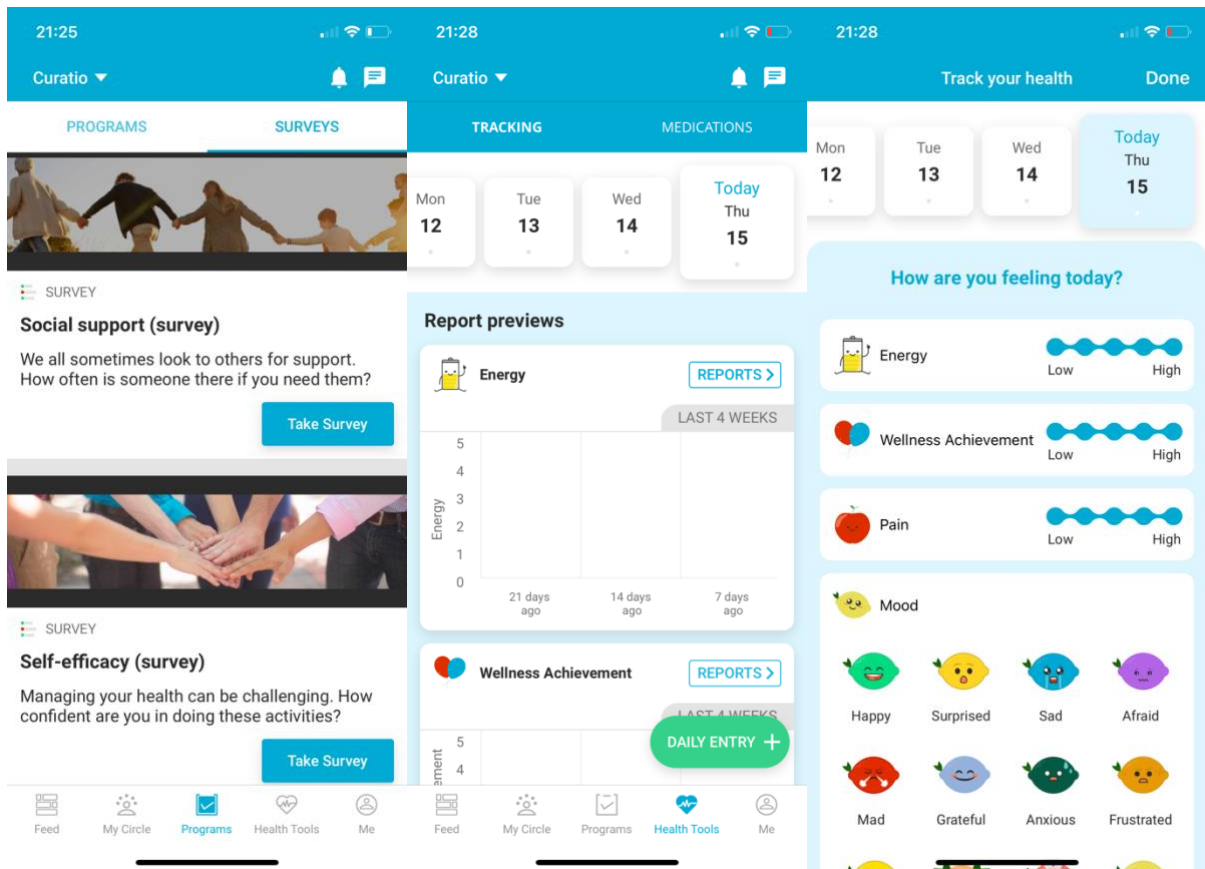 21:25
Curatio
PROGRAMS SURVEYS
SURVEY
Social support (survey)
We all sometimes look to others for support.
How often is someone there if you need them?
Take Survey
SURVEY
Self-efficacy (survey)
Managing your health can be challenging. How
confident are you in doing these activities?
Take Survey
Feed My Circle Programs Health Tools Me
21:28
Curatio
TRACKING MEDICATIONS
Mon Tue Wed Today
Thu
12 13 14 15
Report previews
Energy REPORTS >
LAST 4 WEEKS
5
4
3
2
1
0
Energy
21 days ago 14 days ago 7 days ago
Wellness Achievement REPORTS >
LAST 4 WEEKS
5
4
ement
DAILY ENTRY +
Feed My Circle Programs Health Tools Me
21:28
Track your health Done
Mon Tue Wed Today
Thu
12 13 14 15
How are you feeling today?
Energy
Low High
Wellness Achievement
Low High
Pain
Low High
Mood
Happy Surprised Sad Afraid
Mad Grateful Anxious Frustrated